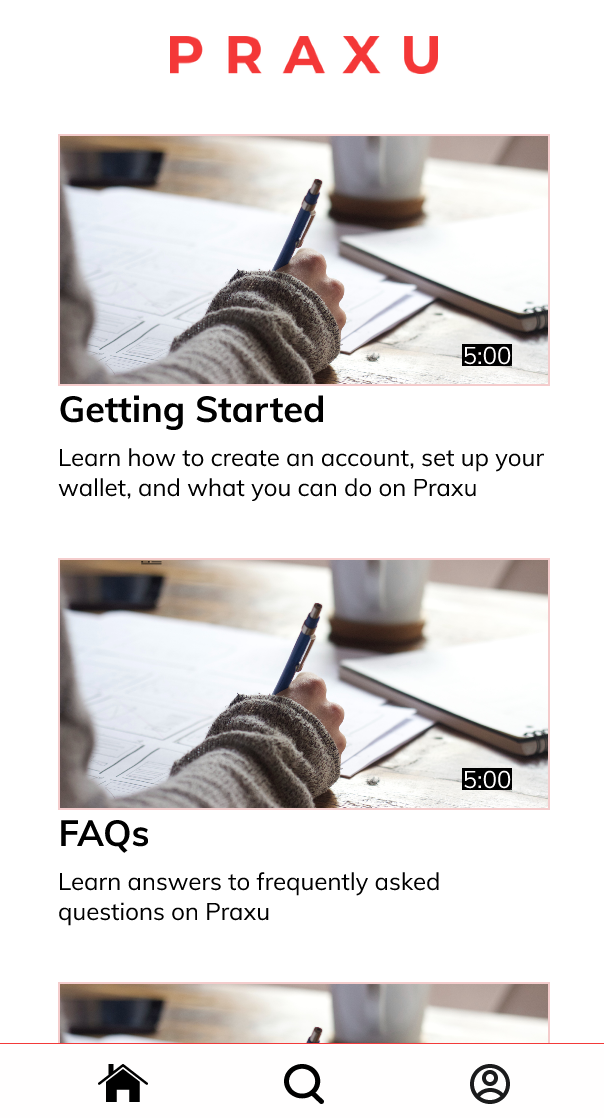 PRAXU
5:00
Getting Started
Learn how to create an account, set up your
wallet, and what you can do on Praxu
5:00
FAQs
Learn answers to frequently asked
questions on Praxu